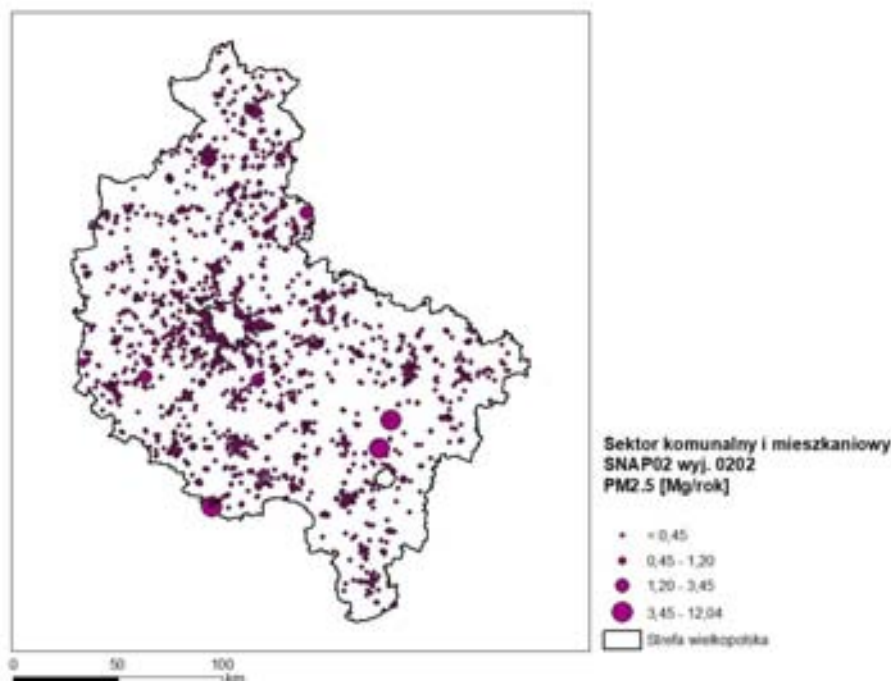 Sektor komunalny i mieszkaniowy
SNAP02 wyj. 0202
PM2.5 [Mg/rok]
< 0,45
0,45 - 1,20
1,20 - 3,45
3,45 - 12,04
Strefa wielkopolska
0 50 100
km